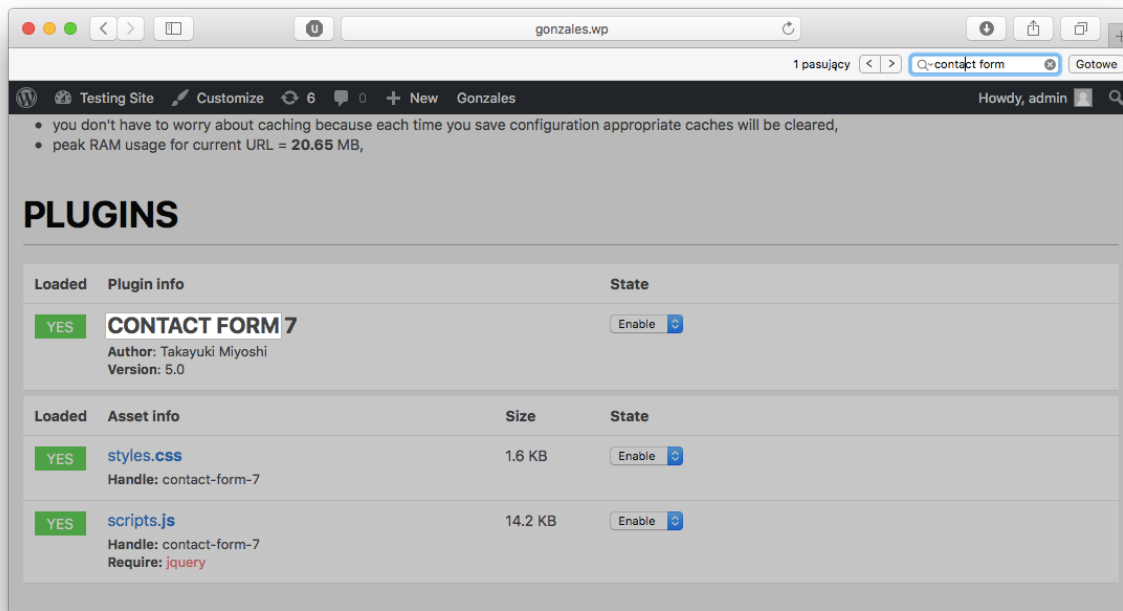 gonzales.wp
1 pasujący < > contact form Gotowe
Testing Site Customize 6 0 New Gonzales Howdy, admin
you don't have to worry about caching because each time you save configuration appropriate caches will be cleared,
peak RAM usage for current URL = 20.65 MB,
PLUGINS
Loaded Plugin info State
YES CONTACT FORM 7 Enable
Author: Takayuki Miyoshi
Version: 5.0
Loaded Asset info Size State
YES styles.css 1.6 KB Enable
Handle: contact-form-7
YES scripts.js 14.2 KB Enable
Handle: contact-form-7
Require: jquery